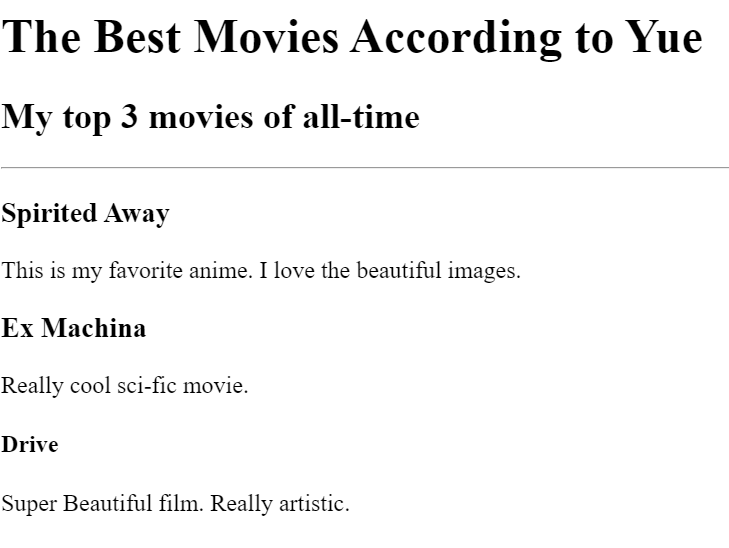 The Best Movies According to Yue
My top 3 movies of all-time
Spirited Away
This is my favorite anime. I love the beautiful images.
Ex Machina
Really cool sci-fic movie.
Drive
Super Beautiful film. Really artistic.